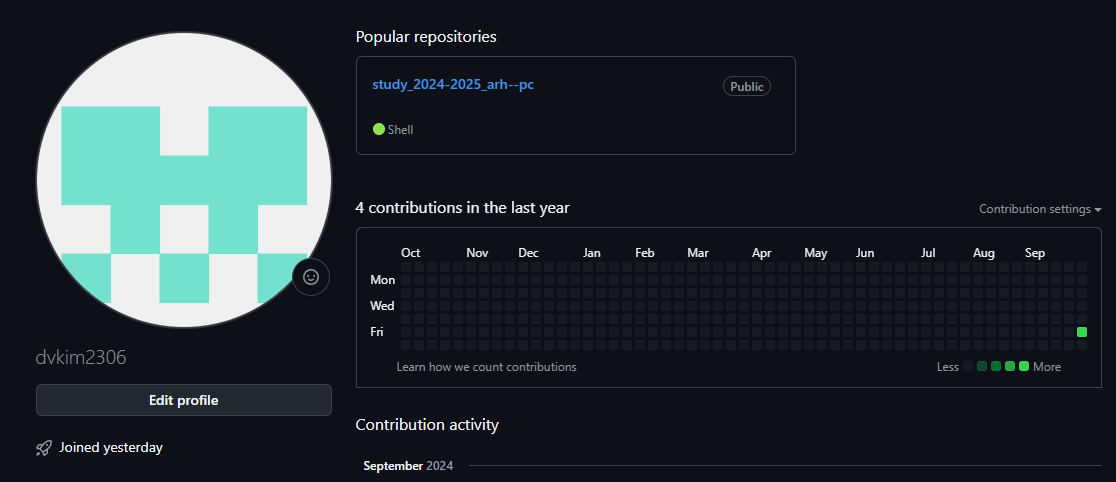 Popular repositories
study_2024-2025_arh--pc
Public
Shell
dvkim2306
Edit profile
Joined yesterday
4 contributions in the last year
Contribution settings
Oct Nov Dec Jan Feb Mar Apr May Jun Jul Aug Sep
Mon
Wed
Fri
Learn how we count contributions
Less More
Contribution activity
September 2024